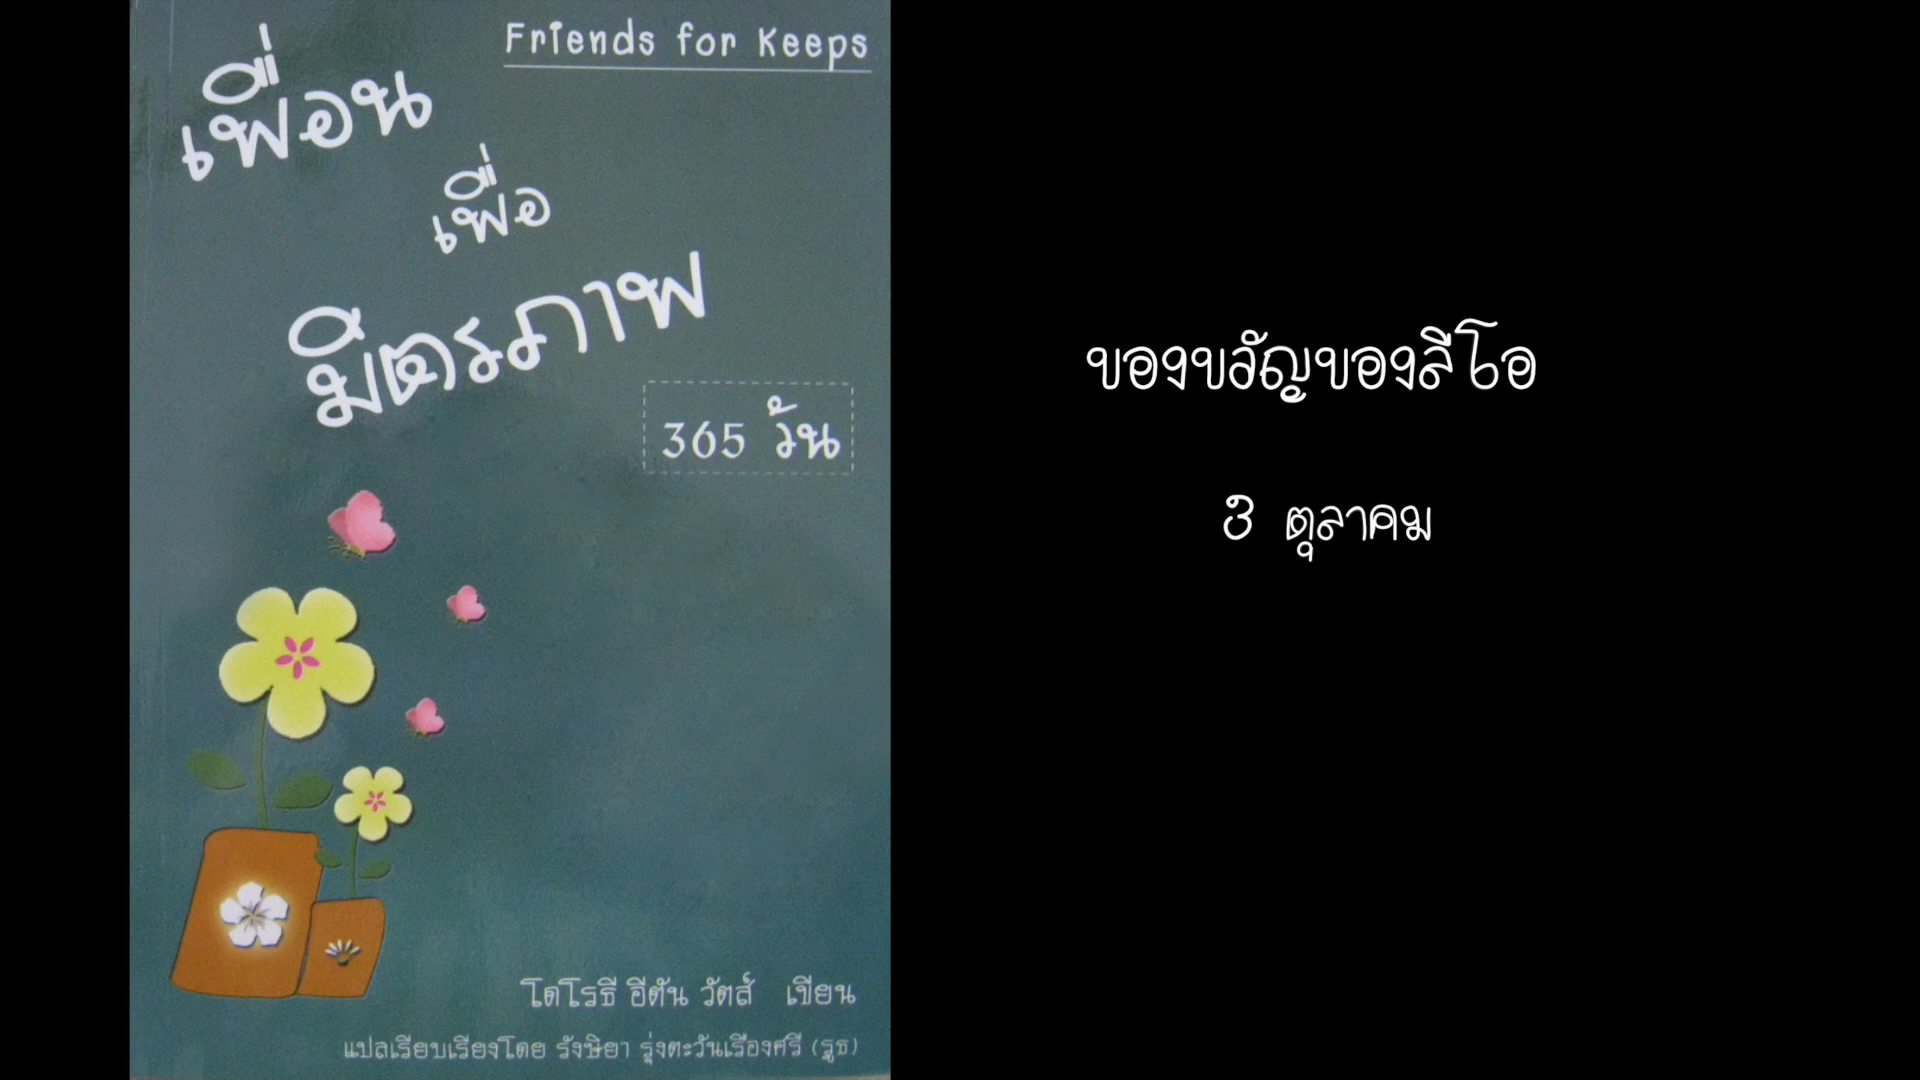 Friends for Keeps
เพื่อน
เพื่อ
มิตรภาพ
365 วัน
โดโรธี อีตัน วัตส์ เขียน
แปลเรียบเรียงโดย รังษิยา รุ่งตะวันเรืองศรี (รูธ)
ของขวัญของลีโอ
3 ตุลาคม